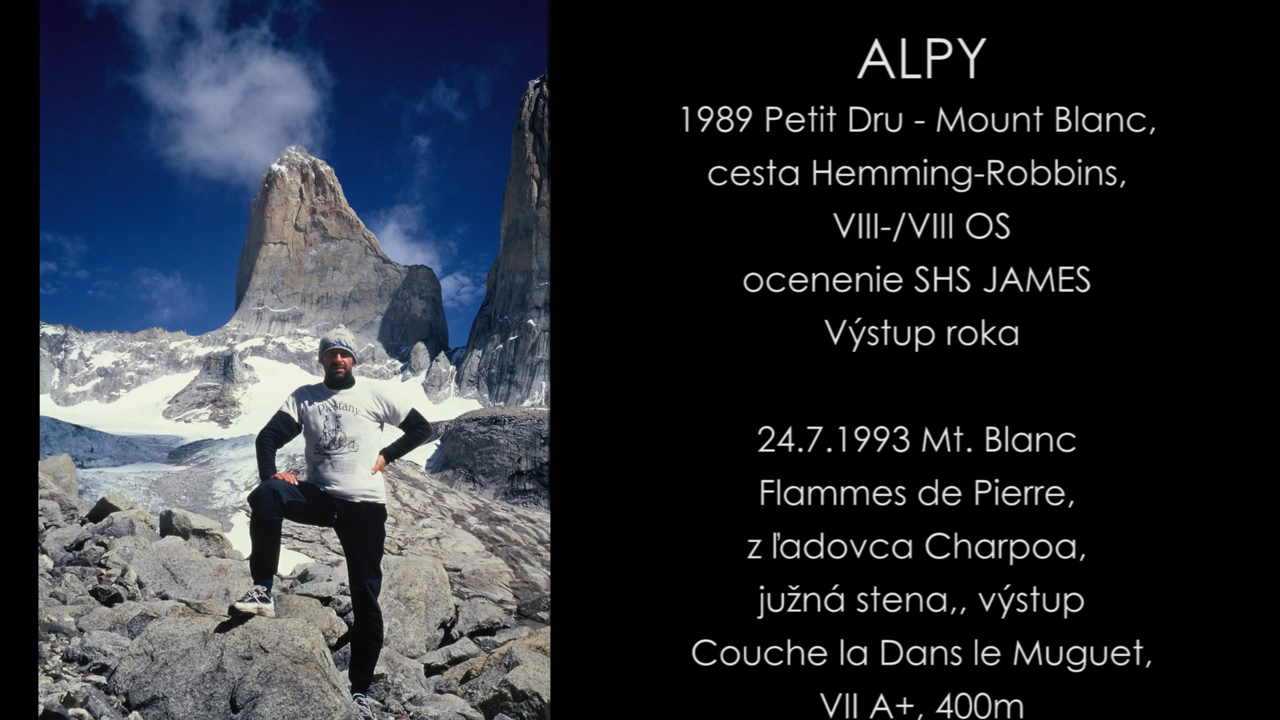 ALPY
1989 Petit Dru - Mount Blanc,
cesta Hemming-Robbins,
VIII-/VIII OS
ocenenie SHS JAMES
Výstup roka
24.7.1993 Mt. Blanc
Flammes de Pierre,
z ľadovca Charpoa,
južná stena,, výstup
Couche la Dans le Muguet,
VII A+, 400m
Piešťany